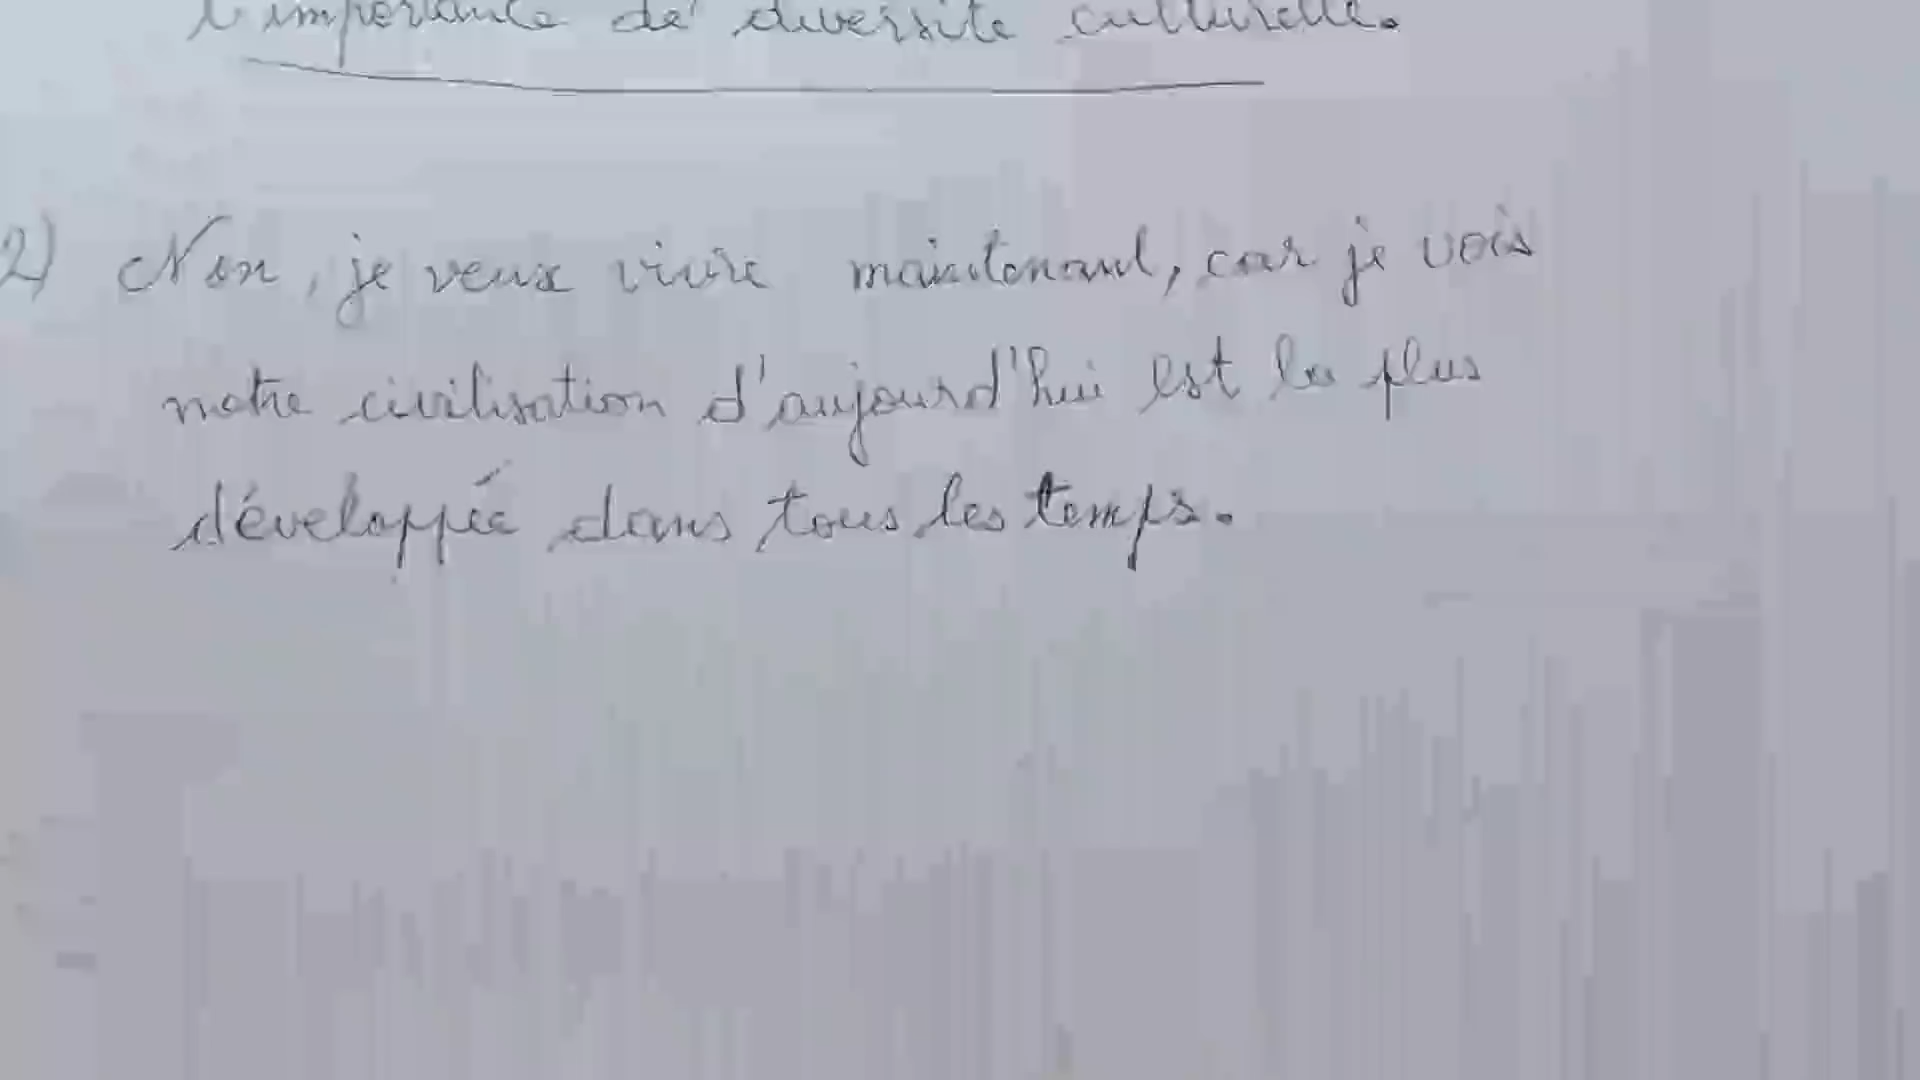 l'importance de diversité culturelle.
2) Non, je veux vivre maintenant, car je vois
notre civilisation d'aujourd'hui est la plus
développée dans tous les temps.